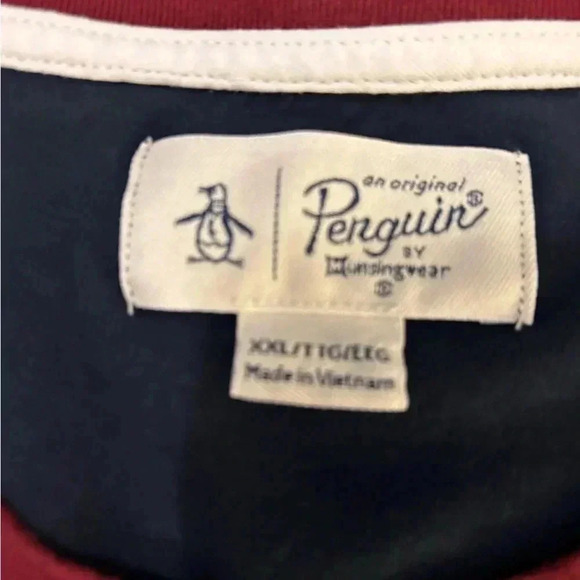 an original
Penguin®
BY
Munsingwear
®
XXL/TTG/EEG
Made in Vietnam